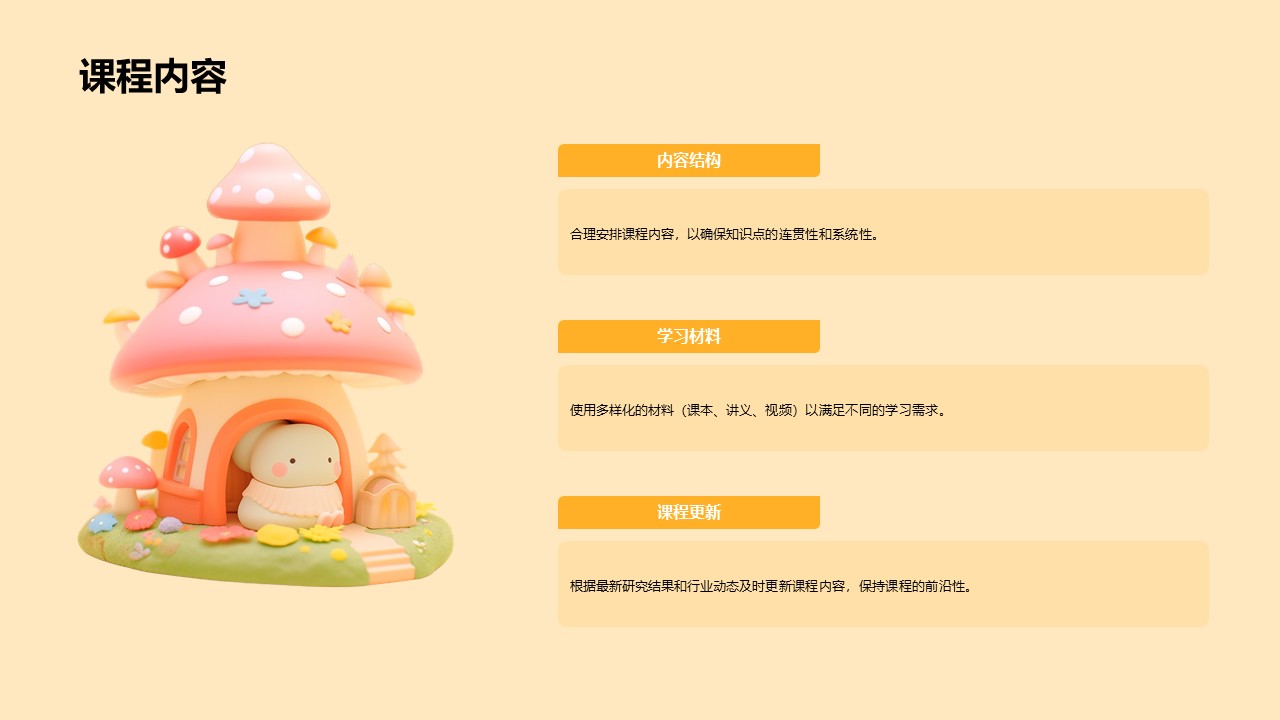 课程内容
内容结构
合理安排课程内容，以确保知识点的连贯性和系统性。
学习材料
使用多样化的材料（课本、讲义、视频）以满足不同的学习需求。
课程更新
根据最新研究结果和行业动态及时更新课程内容，保持课程的前沿性。